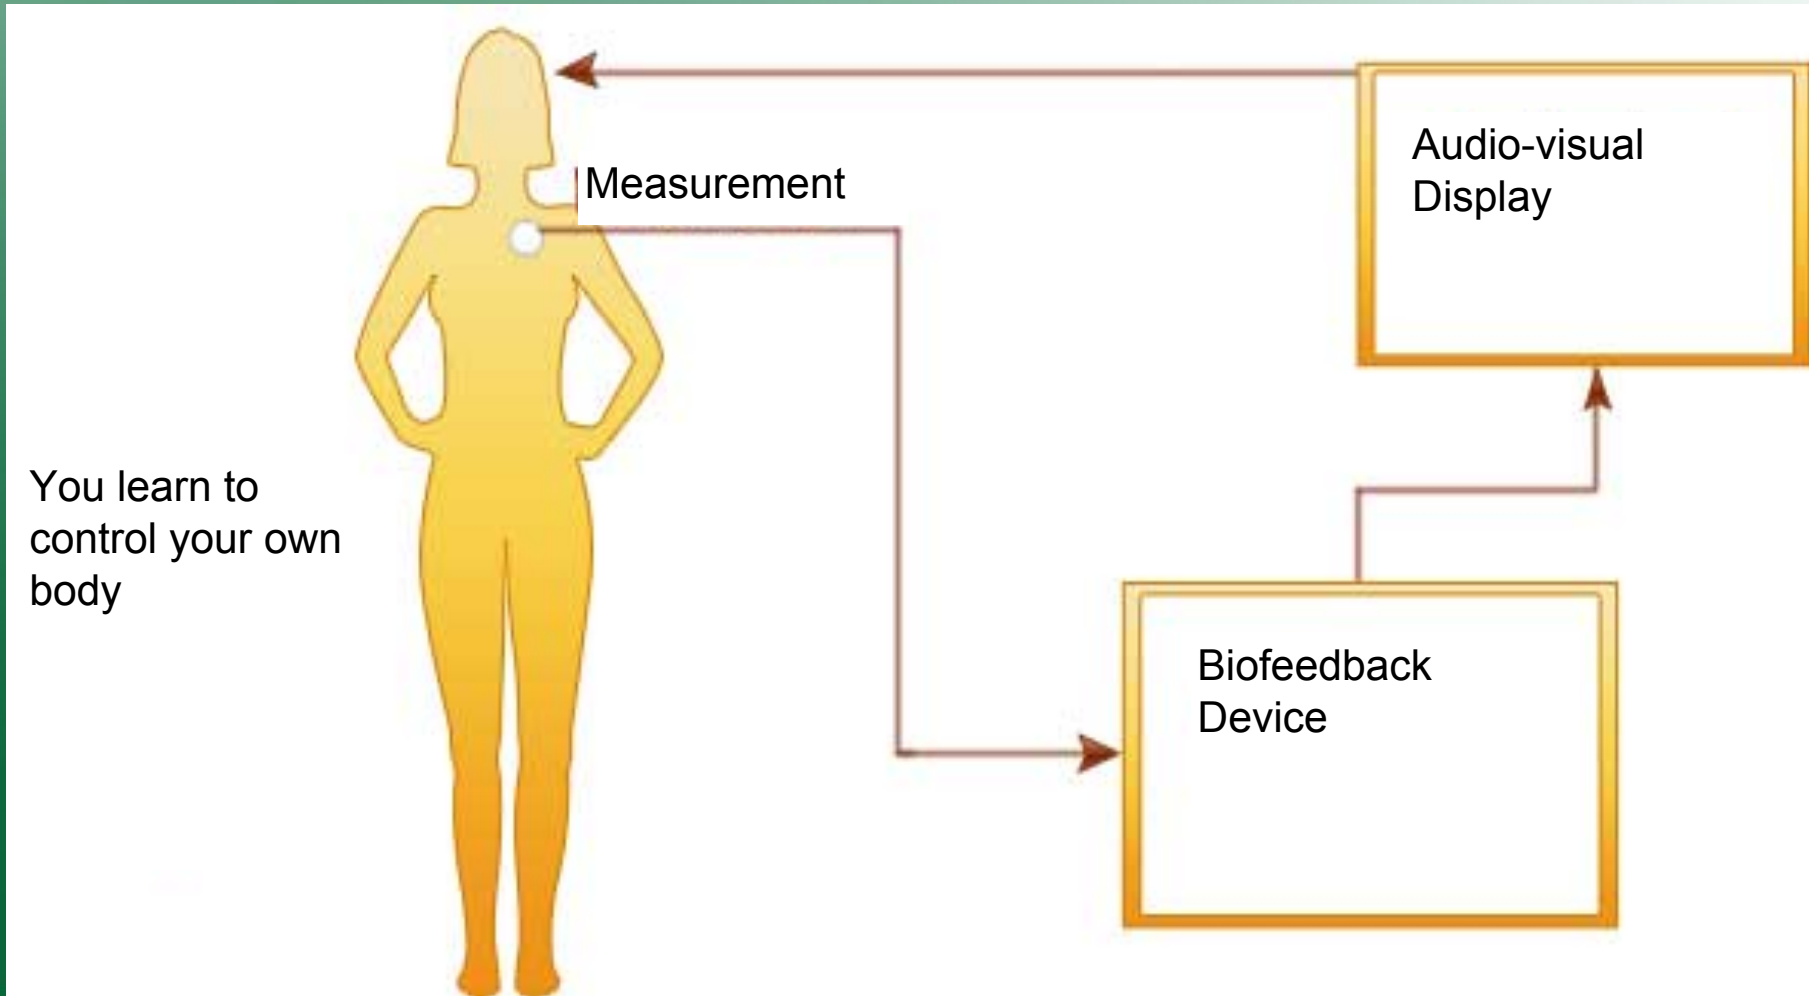 Measurement
Audio-visual
Display
You learn to
control your own
body
Biofeedback
Device